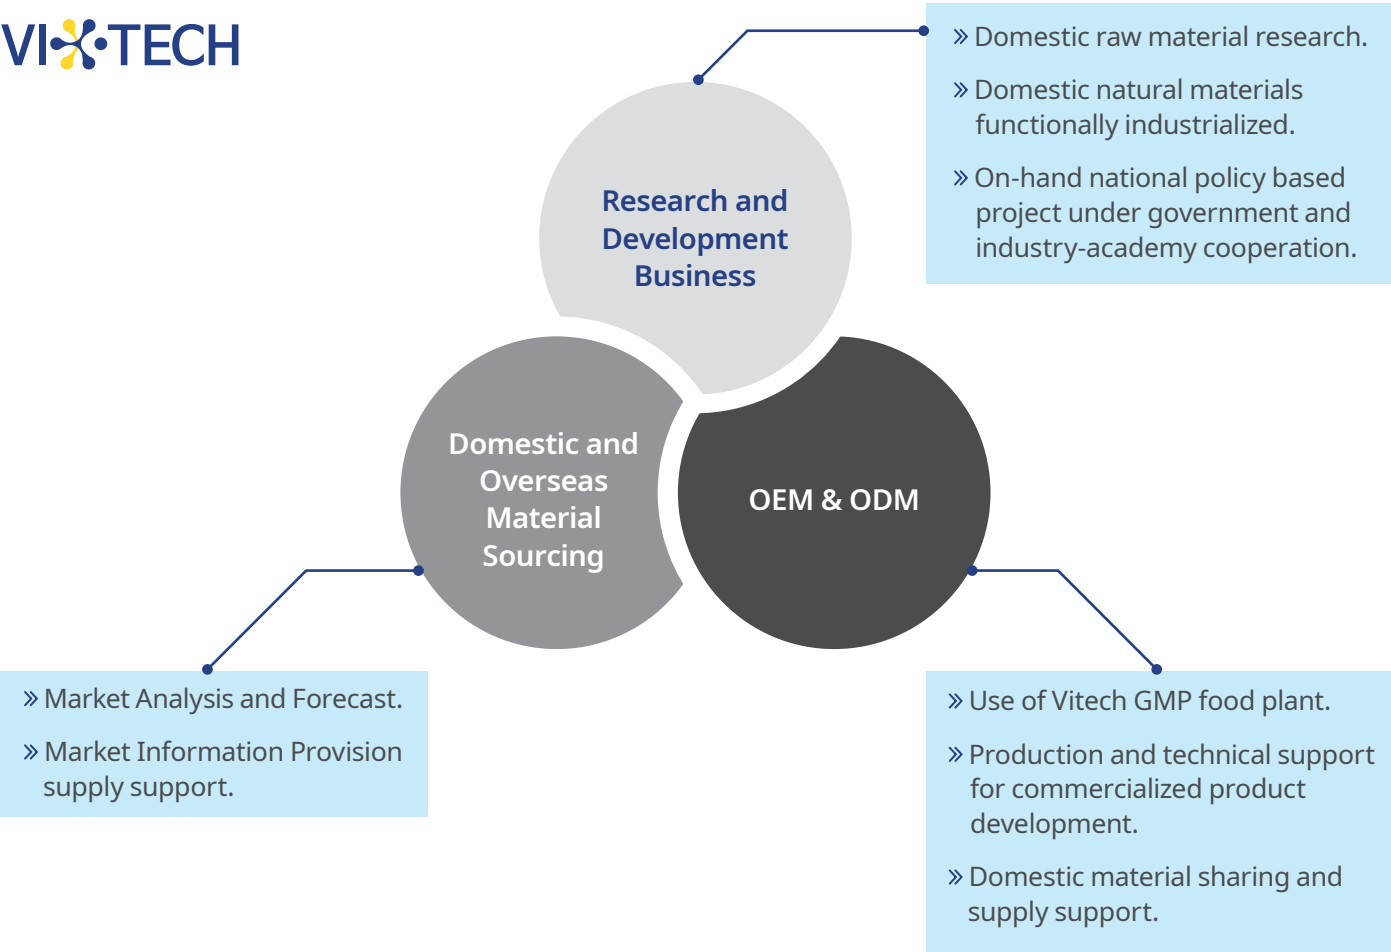 VITECH
» Domestic raw material research.
» Domestic natural materials
functionally industrialized.
» On-hand national policy based
project under government and
industry-academy cooperation.
Research and
Development
Business
Domestic and
Overseas
Material
Sourcing
OEM & ODM
» Market Analysis and Forecast.
» Market Information Provision
supply support.
» Use of Vitech GMP food plant.
» Production and technical support
for commercialized product
development.
» Domestic material sharing and
supply support.